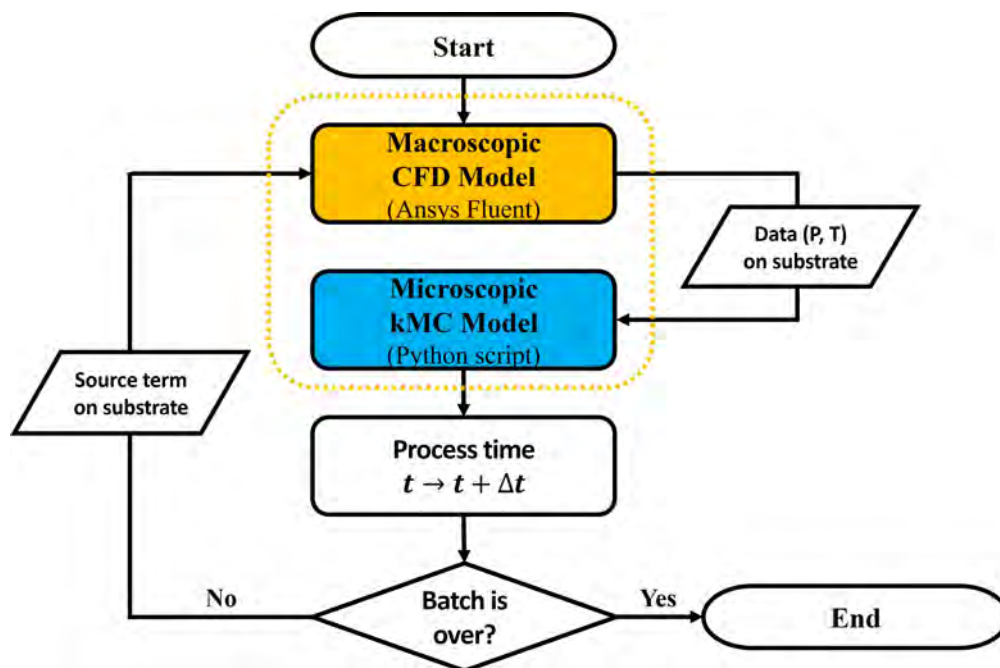 Start
Macroscopic
CFD Model
(Ansys Fluent)
Data (P, T)
on substrate
Microscopic
kMC Model
(Python script)
Source term
on substrate
Process time
t → t + Δt
Batch is
over?
No
Yes
End